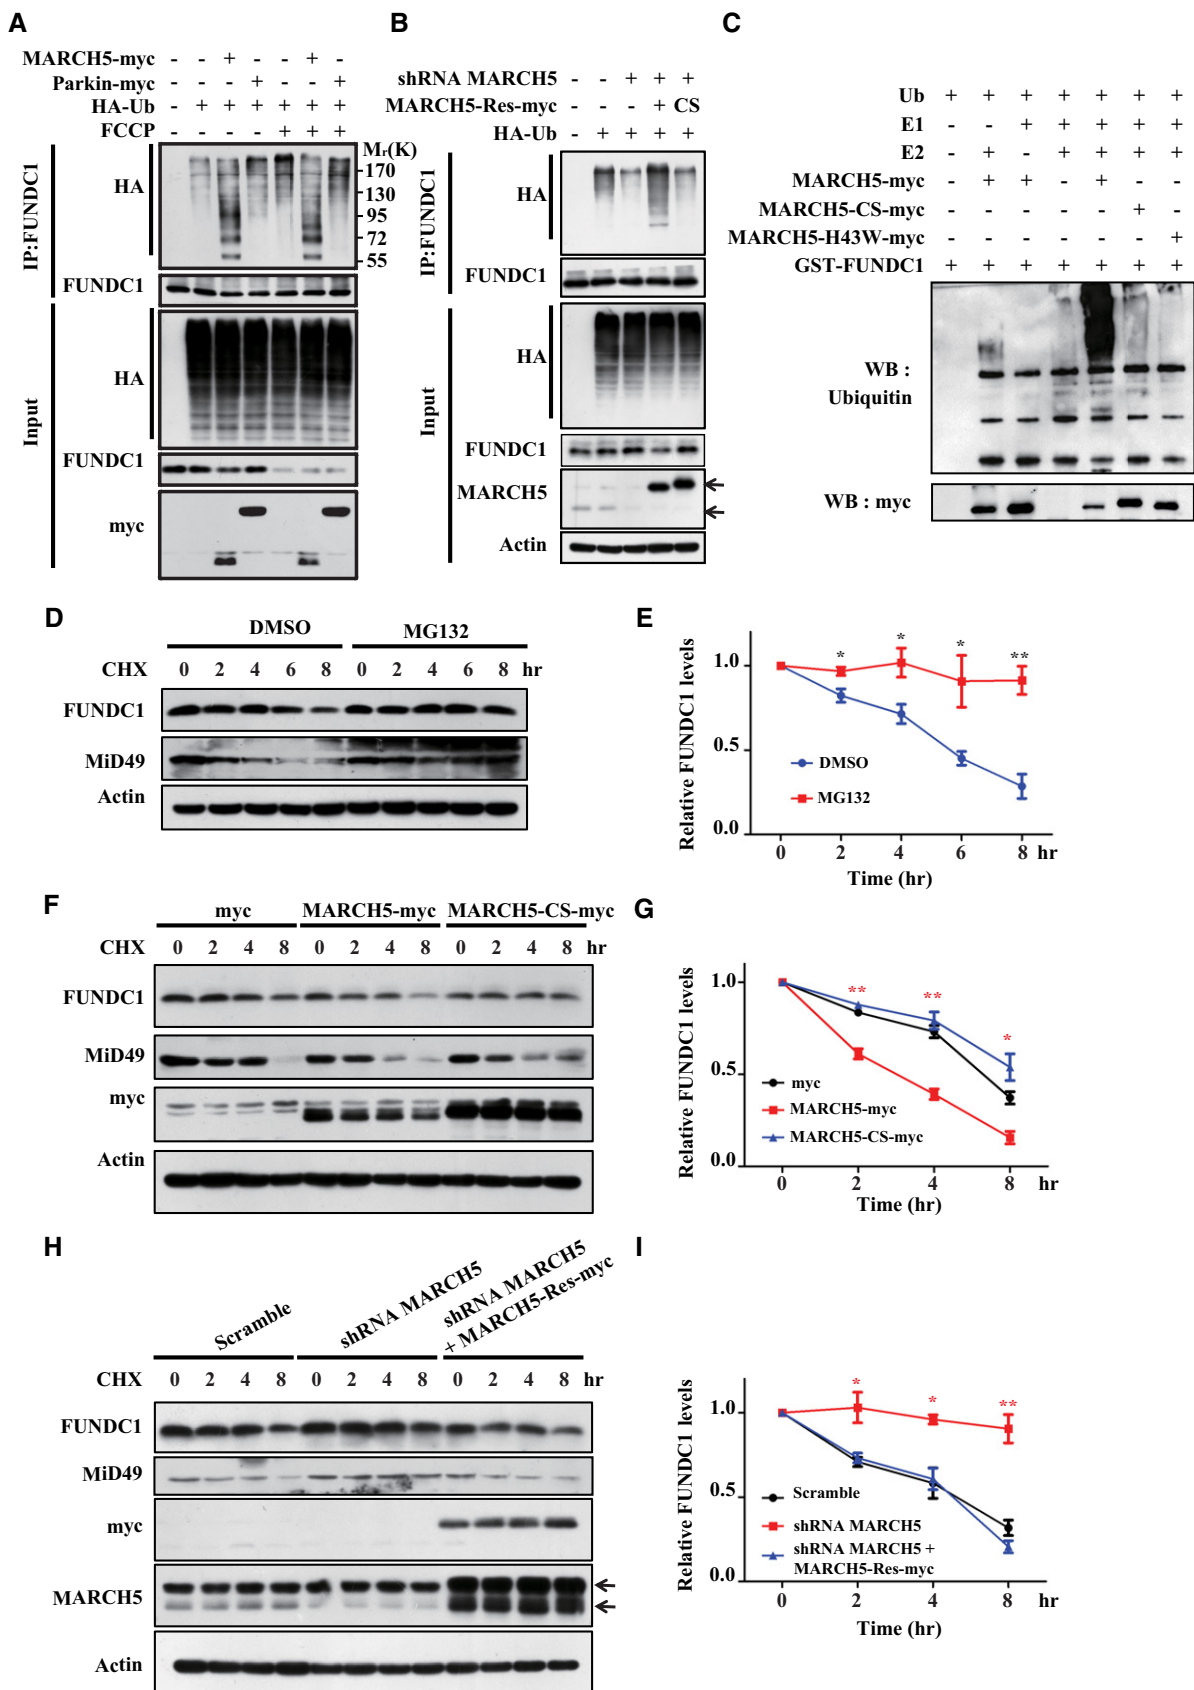 A
MARCH5-myc - - + - - + -
Parkin-myc - - - + - - +
HA-Ub - + + + + + +
FCCP - - - - + + +
IP:FUNDC1
HA
Mr(K)
170
130
95
72
55
FUNDC1
Input
HA
FUNDC1
myc
B
shRNA MARCH5 - - + + +
MARCH5-Res-myc - - - + CS
HA-Ub - + + + +
IP:FUNDC1
HA
FUNDC1
Input
HA
FUNDC1
MARCH5
Actin
C
Ub + + + + + + +
E1 - - + + + + +
E2 - + - + + + +
MARCH5-myc - + + - + - -
MARCH5-CS-myc - - - - - + -
MARCH5-H43W-myc - - - - - - +
GST-FUNDC1 + + + + + + +
WB :
Ubiquitin
WB : myc
D
DMSO MG132
CHX 0 2 4 6 8 0 2 4 6 8 hr
FUNDC1
MiD49
Actin
E
Relative FUNDC1 levels
1.0
0.5
0.0
* * * **
DMSO
MG132
0 2 4 6 8 hr
Time (hr)
F
myc MARCH5-myc MARCH5-CS-myc
CHX 0 2 4 8 0 2 4 8 0 2 4 8 hr
FUNDC1
MiD49
myc
Actin
G
Relative FUNDC1 levels
1.0
0.5
0.0
** ** *
myc
MARCH5-myc
MARCH5-CS-myc
0 2 4 8 hr
Time (hr)
H
Scramble
shRNA MARCH5
shRNA MARCH5
+ MARCH5-Res-myc
CHX 0 2 4 8 0 2 4 8 0 2 4 8 hr
FUNDC1
MiD49
myc
MARCH5
Actin
I
Relative FUNDC1 levels
1.0
0.5
0.0
* * **
Scramble
shRNA MARCH5
shRNA MARCH5 +
MARCH5-Res-myc
0 2 4 8 hr
Time (hr)